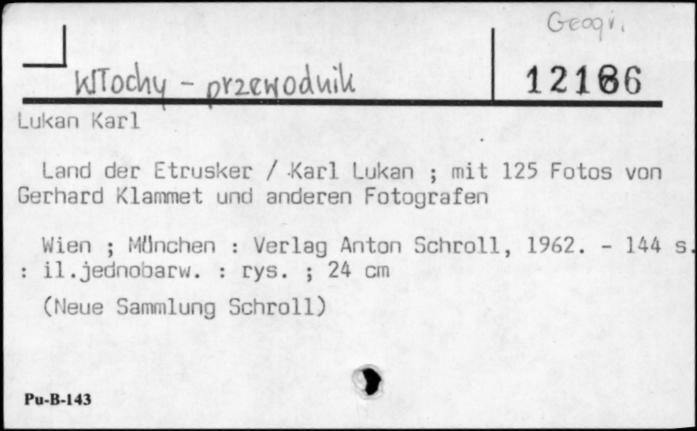 Geogr.
Włochy - przewodnik
12186
Lukan Karl
Land der Etrusker / Karl Lukan ; mit 125 Fotos von
Gerhard Klammet und anderen Fotografen
Wien ; München : Verlag Anton Schroll, 1962. - 144 s.
: il.jednobarw. : rys. ; 24 cm
(Neue Sammlung Schroll)
Pu-B-143